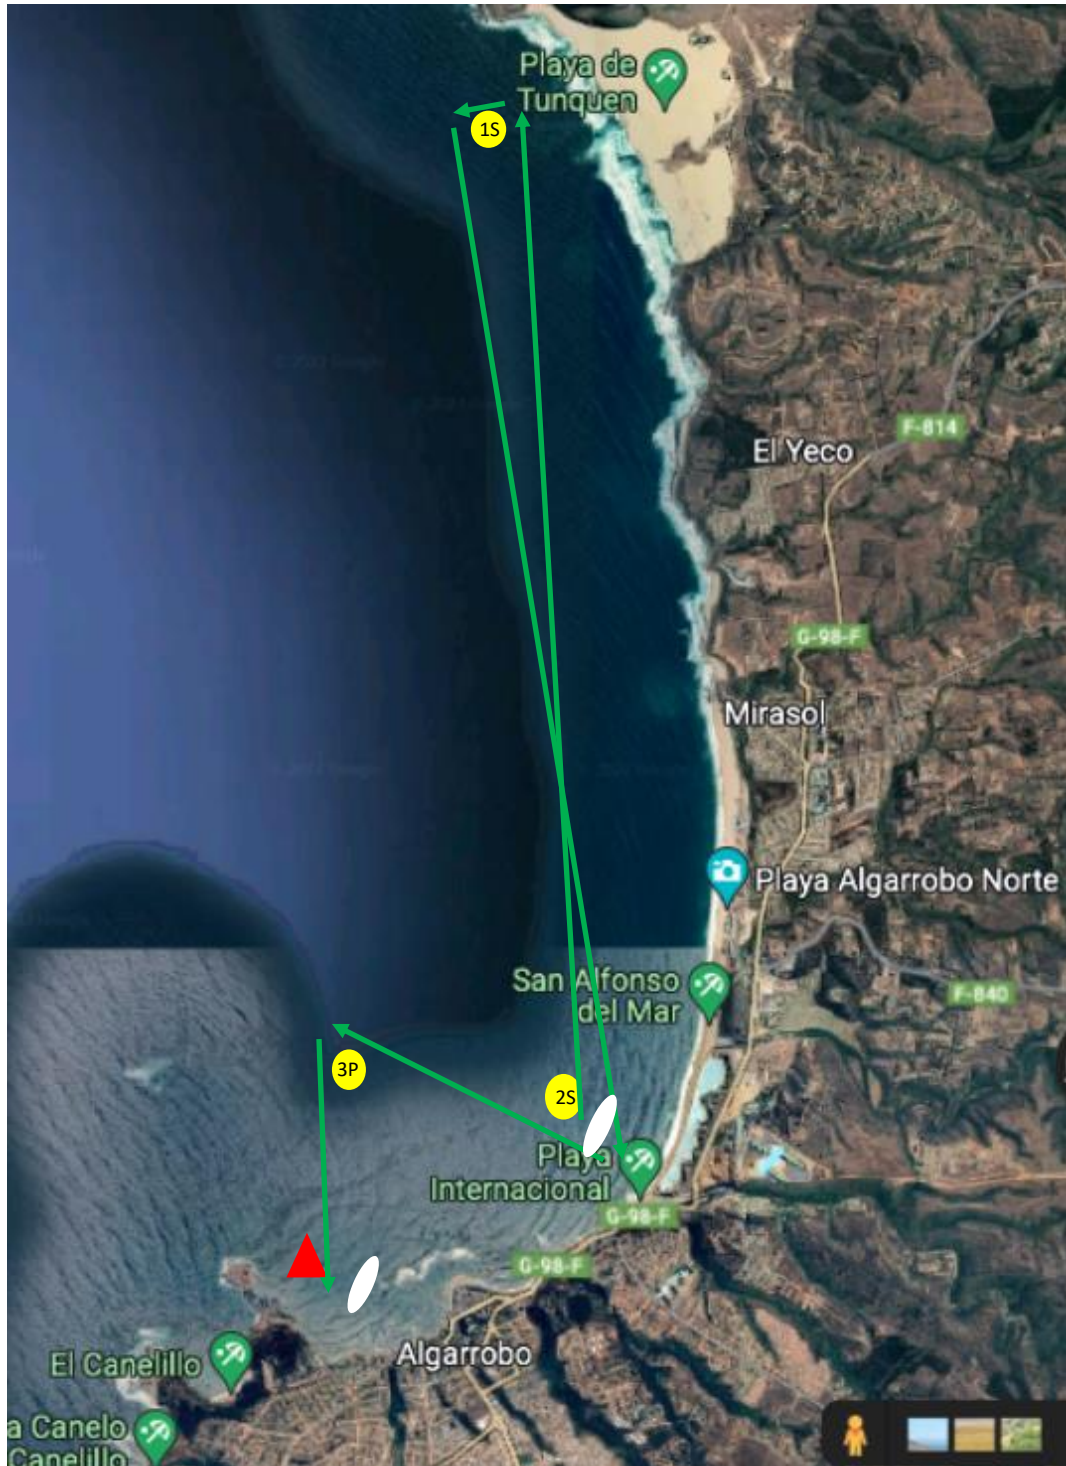 Playa de
Tunquen
1S
El Yeco
F-814
G-98-F
Mirasol
Playa Algarrobo Norte
San Alfonso
del Mar
F-840
3P
2S
Playa
Internacional
G-98-F
G-98-F
Algarrobo
El Canelillo
a Canelo
Canelillo